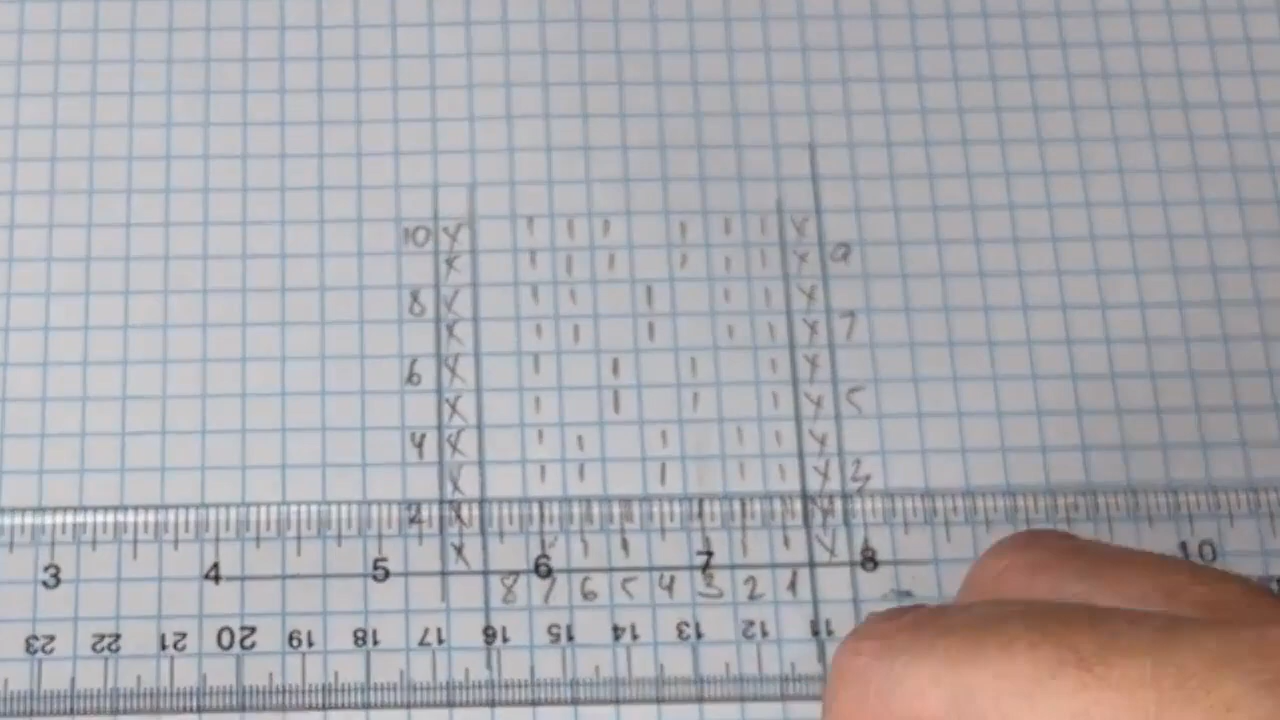 10 X I I I I I I X
X I I I I I I X 9
8 X I I I I I X
X I I I I I X 7
6 X I I I I X
X I I I I X 5
4 X I I I I I X
X I I I I I X 3
2 X X
X X
3 4 5 6 7 8 10
8 7 6 5 4 3 2 1
23 22 21 20 19 18 17 16 15 14 13 12 11